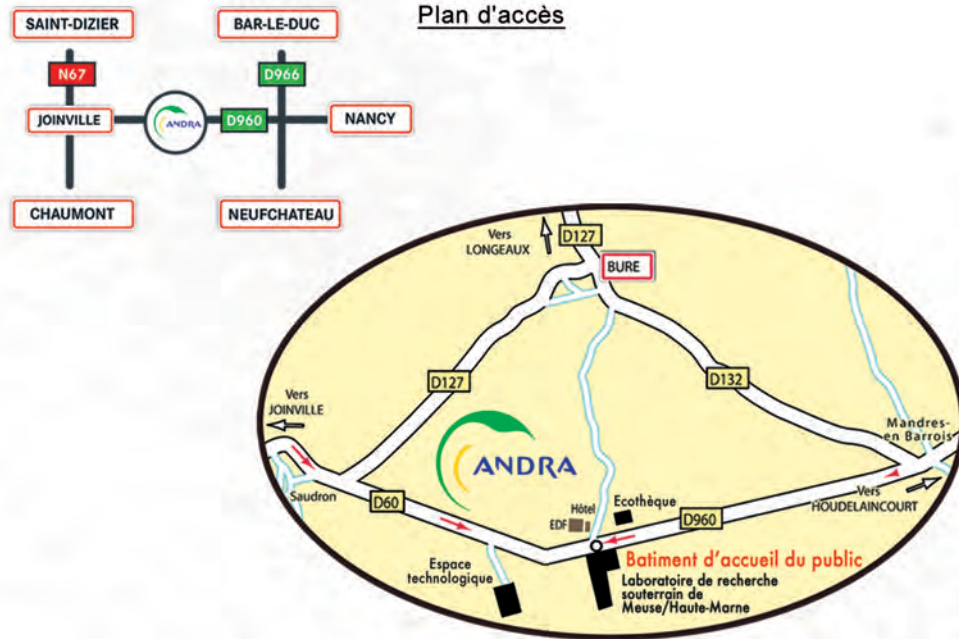 Plan d'accès
SAINT-DIZIER
BAR-LE-DUC
N67
D966
JOINVILLE
ANDRA
D960
NANCY
CHAUMONT
NEUFCHATEAU
Vers
LONGEAUX
D127
BURE
D127
D132
Vers
JOINVILLE
Mandres-
en Barrois
ANDRA
Saudron
D60
Hôtel
EDF
Ecothèque
D960
Vers
HOUDELAINCOURT
Espace
technologique
Batiment d'accueil du public
Laboratoire de recherche
souterrain de
Meuse/Haute-Marne